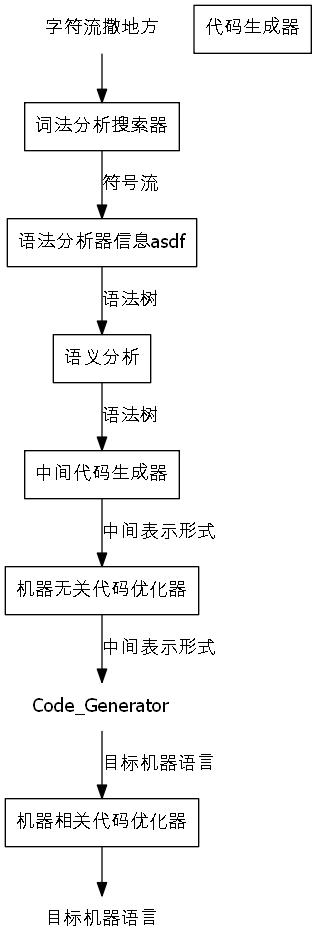 字符流撒地方
代码生成器
词法分析搜索器
符号流
语法分析器信息asdf
语法树
语义分析
语法树
中间代码生成器
中间表示形式
机器无关代码优化器
中间表示形式
Code_Generator
目标机器语言
机器相关代码优化器
目标机器语言